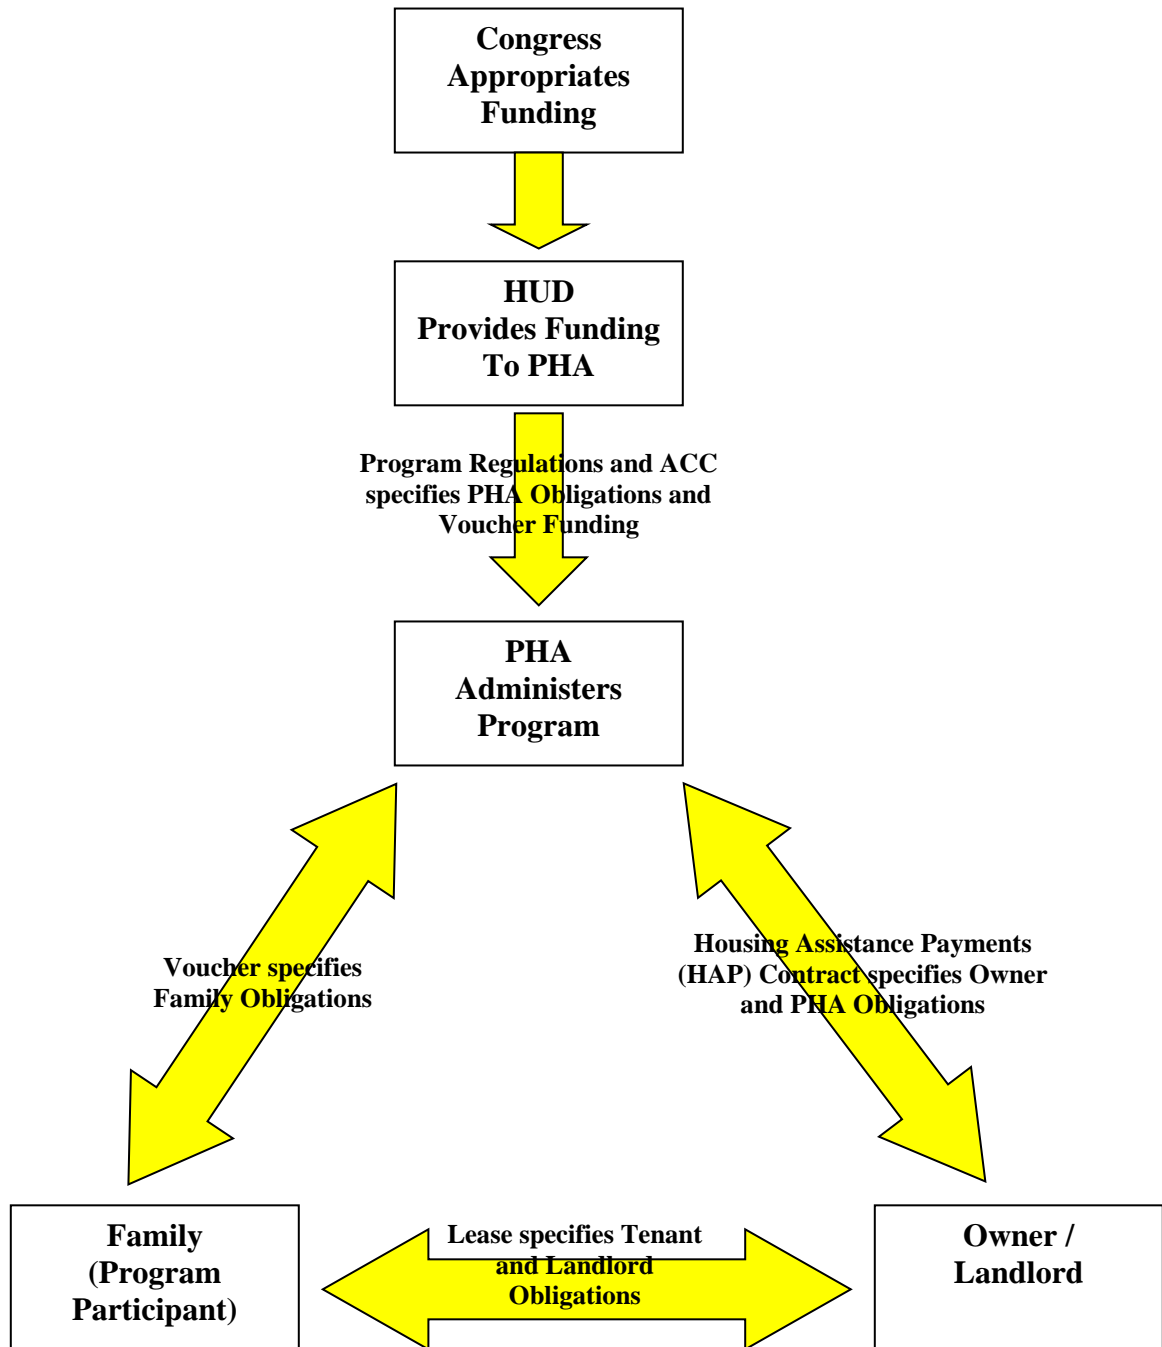 Congress
Appropriates
Funding
HUD
Provides Funding
To PHA
Program Regulations and ACC
specifies PHA Obligations and
Voucher Funding
PHA
Administers
Program
Voucher specifies
Family Obligations
Housing Assistance Payments
(HAP) Contract specifies Owner
and PHA Obligations
Family
(Program
Participant)
Lease specifies Tenant
and Landlord
Obligations
Owner /
Landlord